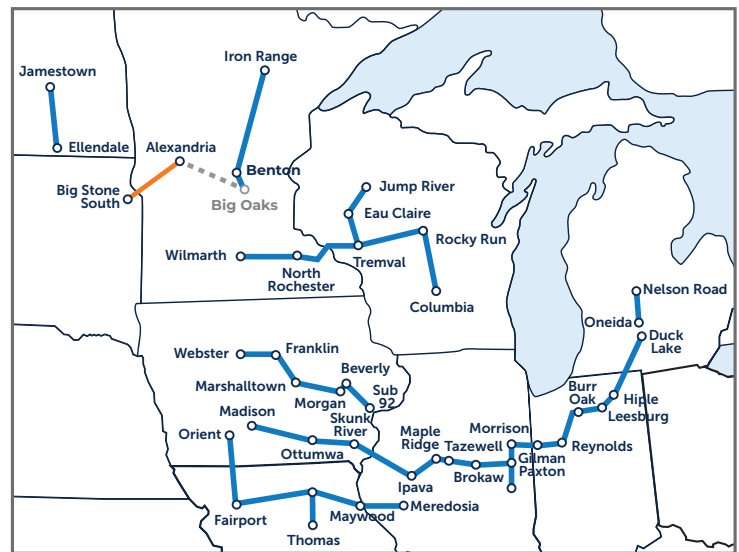 Iron Range
Jamestown
Ellendale
Alexandria
Benton
Big Stone
South
Big Oaks
Jump River
Eau Claire
Rocky Run
Wilmarth
Tremval
North
Rochester
Columbia
Nelson Road
Oneida
Duck
Lake
Webster
Franklin
Beverly
Marshalltown
Sub
92
Morgan
Burr
Oak
Hiple
Leesburg
Madison
Skunk
River
Orient
Ottumwa
Maple
Ridge
Morrison
Tazewell
Reynolds
Gilman
Paxton
Brokaw
Ipava
Fairport
Maywood
Meredosia
Thomas